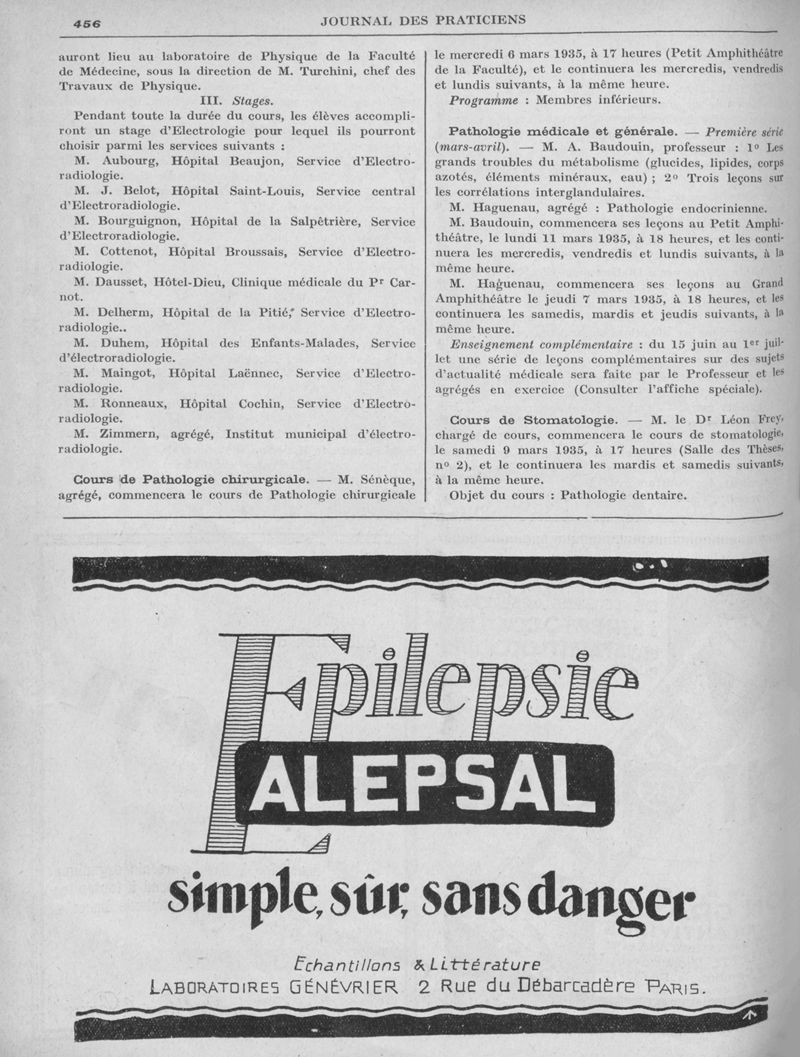 456
JOURNAL DES PRATICIENS
auront lieu au laboratoire de Physique de la Faculté
de Médecine, sous la direction de M. Turchini, chef des
Travaux de Physique.
III. Stages.
Pendant toute la durée du cours, les élèves accompli-
ront un stage d'Electrologie pour lequel ils pourront
choisir parmi les services suivants :
M. Aubourg, Hôpital Beaujon, Service d'Electro-
radiologie.
M. J. Belot, Hôpital Saint-Louis, Service central
d'Electroradiologie.
M. Bourguignon, Hôpital de la Salpêtrière, Service
d'Electroradiologie.
M. Cottenot, Hôpital Broussais, Service d'Electro-
radiologie.
M. Dausset, Hôtel-Dieu, Clinique médicale du Pr Car-
not.
M. Delherm, Hôpital de la Pitié, Service d'Electro-
radiologie..
M. Duhem, Hôpital des Enfants-Malades, Service
d'électroradiologie.
M. Maingot, Hôpital Laënnec, Service d'Electro-
radiologie.
M. Ronneaux, Hôpital Cochin, Service d'Electro-
radiologie.
M. Zimmern, agrégé, Institut municipal d'électro-
radiologie.
Cours de Pathologie chirurgicale. — M. Sénèque,
agrégé, commencera le cours de Pathologie chirurgicale
le mercredi 6 mars 1935, à 17 heures (Petit Amphithéâtre
de la Faculté), et le continuera les mercredis, vendredis
et lundis suivants, à la même heure.
Programme : Membres inférieurs.
Pathologie médicale et générale. — Première série
(mars-avril). — M. A. Baudouin, professeur : 1o Les
grands troubles du métabolisme (glucides, lipides, corps
azotés, éléments minéraux, eau) ; 2o Trois leçons sur
les corrélations interglandulaires.
M. Haguenau, agrégé : Pathologie endocrinienne.
M. Baudouin, commencera ses leçons au Petit Amphi-
théâtre, le lundi 11 mars 1935, à 18 heures, et les conti-
nuera les mercredis, vendredis et lundis suivants, à la
même heure.
M. Haguenau, commencera ses leçons au Grand
Amphithéâtre le jeudi 7 mars 1935, à 18 heures, et les
continuera les samedis, mardis et jeudis suivants, à la
même heure.
Enseignement complémentaire : du 15 juin au 1er juil-
let une série de leçons complémentaires sur des sujets
d'actualité médicale sera faite par le Professeur et les
agrégés en exercice (Consulter l'affiche spéciale).
Cours de Stomatologie. — M. le Dr Léon Frey,
chargé de cours, commencera le cours de stomatologie,
le samedi 9 mars 1935, à 17 heures (Salle des Thèses,
no 2), et le continuera les mardis et samedis suivants,
à la même heure.
Objet du cours : Pathologie dentaire.
Epilepsie
ALEPSAL
simple, sûr, sans danger
Echantillons & Littérature
LABORATOIRES GÉNÉVRIER 2 Rue du Débarcadère PARIS.